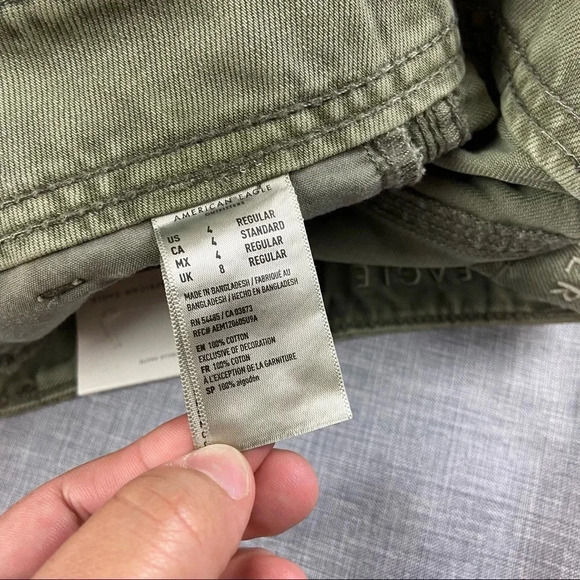 AMERICAN EAGLE
OUTFITTERS
US 4 REGULAR
CA 4 STANDARD
MX 4 REGULAR
UK 8 REGULAR
MADE IN BANGLADESH / FABRIQUÉ AU
BANGLADESH / HECHO EN BANGLADESH
RN 54485 / CA 03873
EN 100% COTTON
EXCLUSIVE OF DECORATION
FR 100% COTON
À L'EXCEPTION DE LA GARNITURE
SP 100% algodón
EAGLE